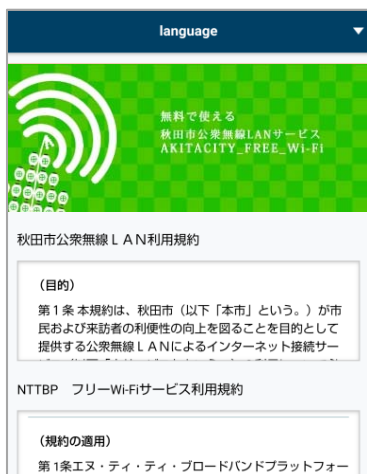 language
無料で使える
秋田市公衆無線LANサービス
AKITACITY_FREE_Wi-Fi
秋田市公衆無線ＬＡＮ利用規約
（目的）
第１条 本規約は、秋田市（以下「本市」という。）が市
民および来訪者の利便性の向上を図ることを目的として
提供する公衆無線ＬＡＮによるインターネット接続サー
NTTBP　フリーWi-Fiサービス利用規約
（規約の適用）
第 1条エヌ・ティ・ティ・ブロードバンドプラットフォー